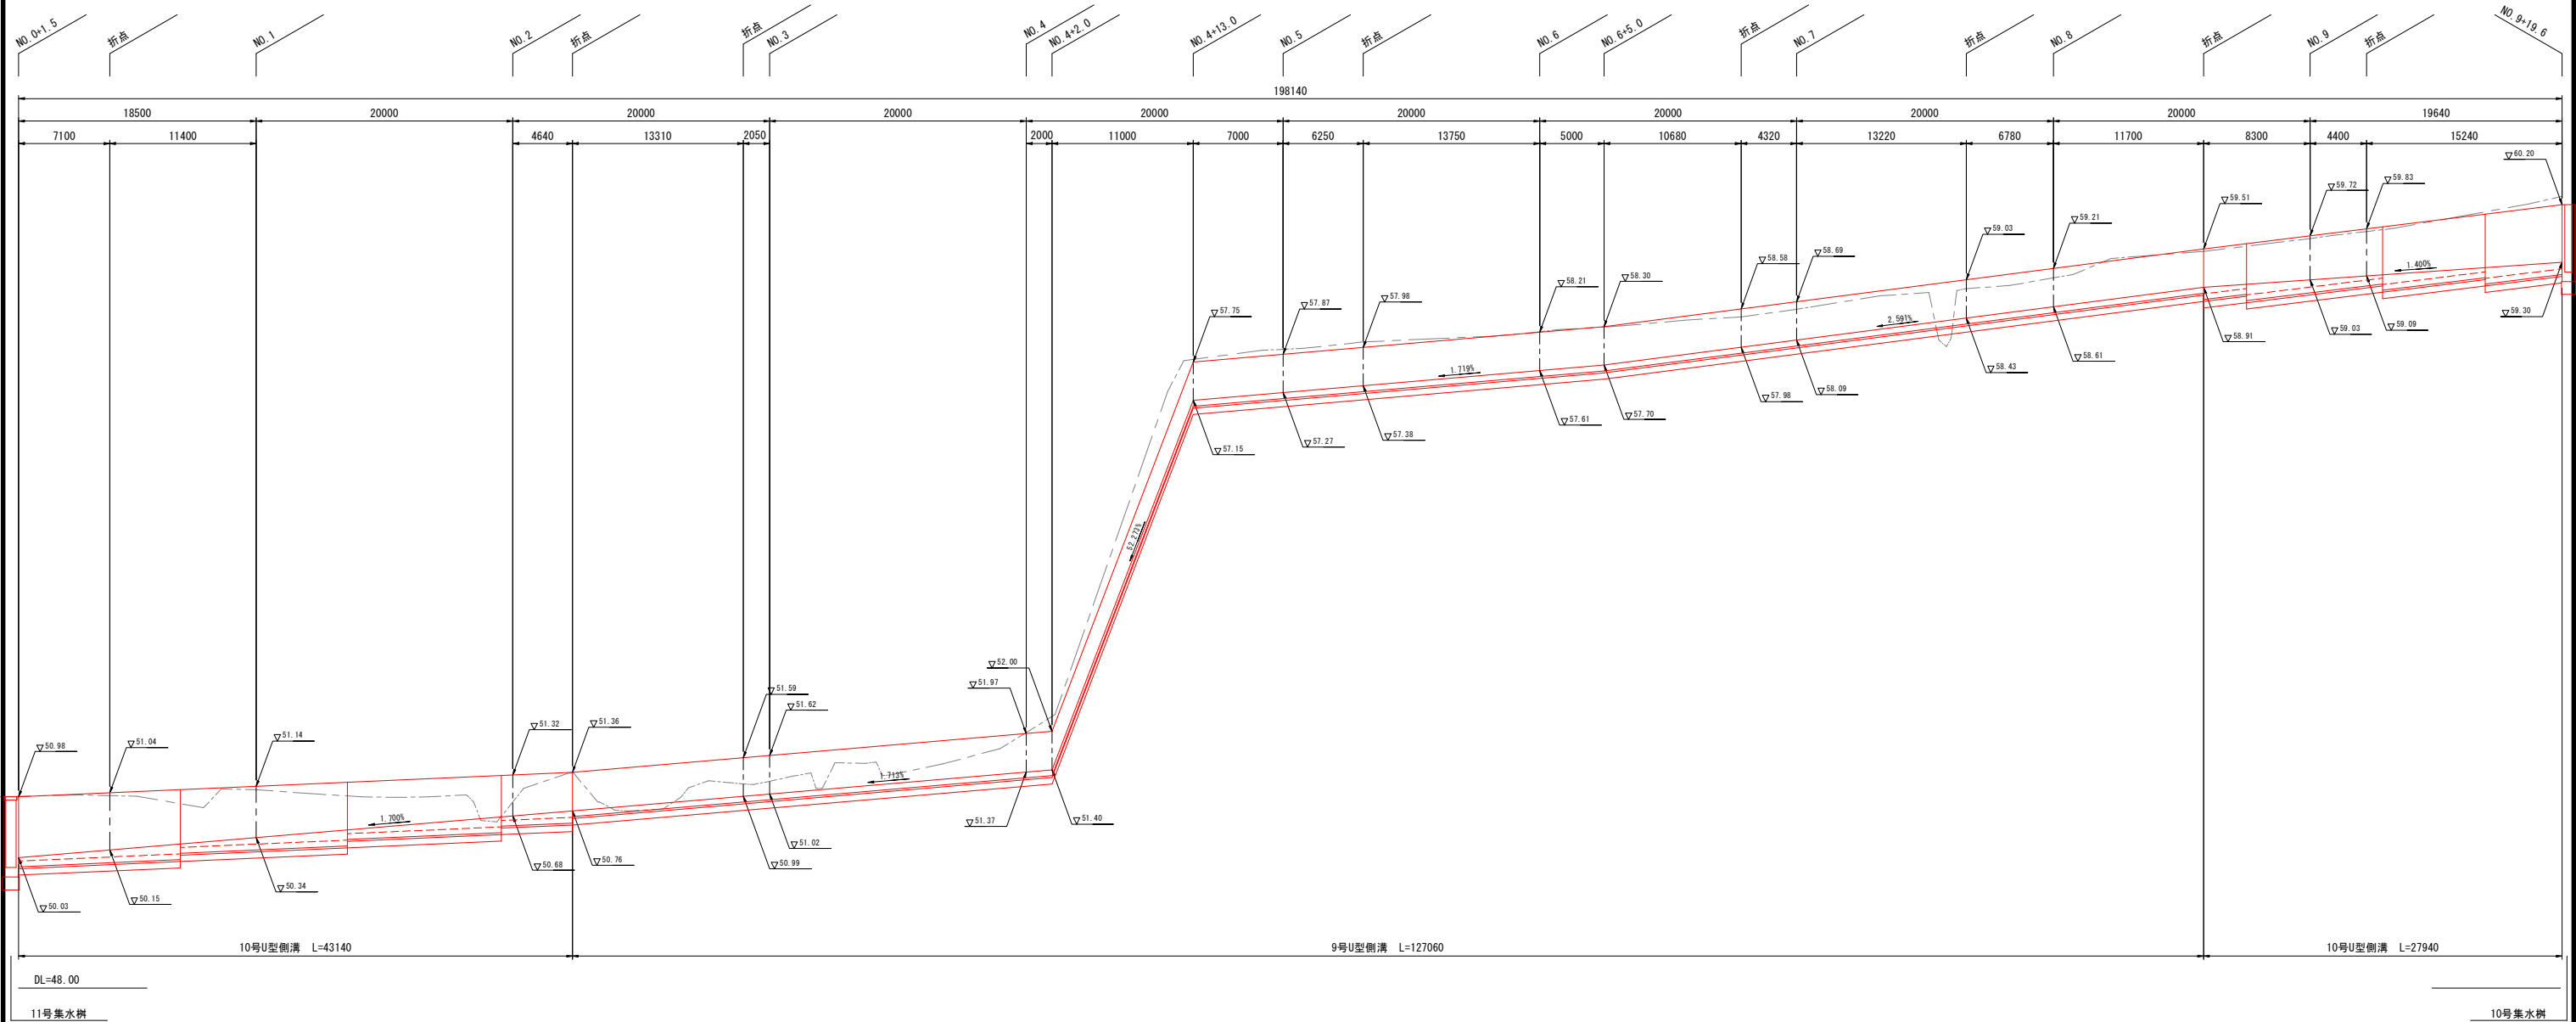 NO.0+1.5 折点 NO.1 NO.2 折点 折点 NO.3 NO.4 NO.4+2.0 NO.4+13.0 NO.5 折点 NO.6 NO.6+5.0 折点 NO.7 折点 NO.8 折点 NO.9 折点 NO.9+19.6
198140
18500 20000 20000 20000 20000 20000 20000 20000 20000 19640
7100 11400 4640 13310 2050 2000 11000 7000 6250 13750 5000 10680 4320 13220 6780 11700 8300 4400 15240
▽50.98 ▽51.04 ▽51.14 ▽51.32 ▽51.36 ▽51.59 ▽51.62 ▽51.97 ▽52.00 ▽57.75 ▽57.87 ▽57.98 ▽58.21 ▽58.30 ▽58.58 ▽58.69 ▽59.03 ▽59.21 ▽59.51 ▽59.72 ▽59.83 ▽60.20
1.700% 1.713% 52.273% 1.719% 2.591% 1.400%
▽50.03 ▽50.15 ▽50.34 ▽50.68 ▽50.76 ▽50.99 ▽51.02 ▽51.37 ▽51.40 ▽57.15 ▽57.27 ▽57.38 ▽57.61 ▽57.70 ▽57.98 ▽58.09 ▽58.43 ▽58.61 ▽58.91 ▽59.03 ▽59.09 ▽59.30
10号U型側溝 L=43140 9号U型側溝 L=127060 10号U型側溝 L=27940
DL=48.00
11号集水桝 10号集水桝